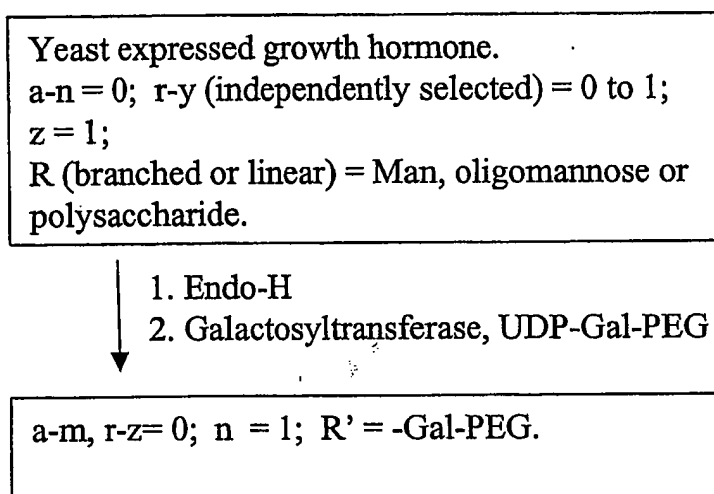 Yeast expressed growth hormone.
a-n = 0;  r-y (independently selected) = 0 to 1;
z = 1;
R (branched or linear) = Man, oligomannose or
polysaccharide.
1. Endo-H
2. Galactosyltransferase, UDP-Gal-PEG
a-m, r-z= 0;  n  = 1;  R’ = -Gal-PEG.